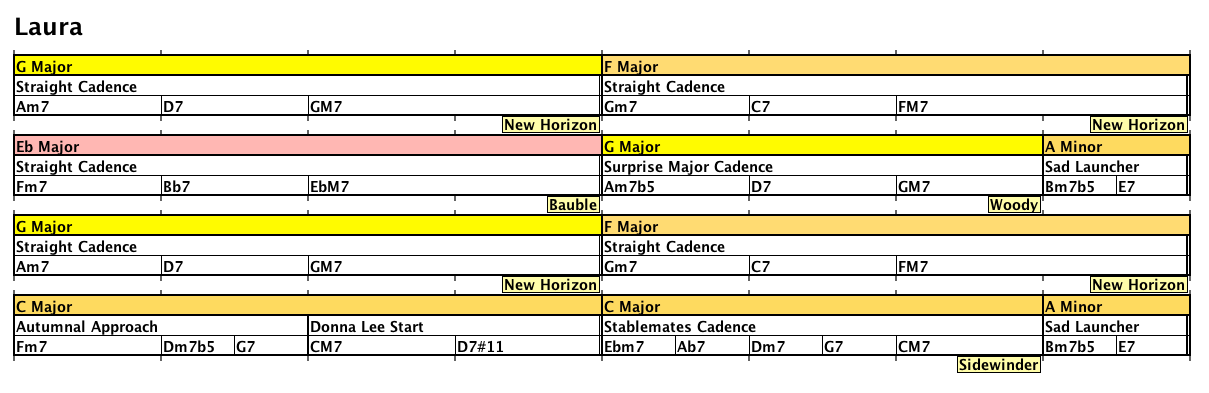 Laura
G Major F Major
Straight Cadence Straight Cadence
Am7 D7 GM7 Gm7 C7 FM7
New Horizon New Horizon
Eb Major G Major A Minor
Straight Cadence Surprise Major Cadence Sad Launcher
Fm7 Bb7 EbM7 Am7b5 D7 GM7 Bm7b5 E7
Bauble Woody
G Major F Major
Straight Cadence Straight Cadence
Am7 D7 GM7 Gm7 C7 FM7
New Horizon New Horizon
C Major C Major A Minor
Autumnal Approach Donna Lee Start Stablemates Cadence Sad Launcher
Fm7 Dm7b5 G7 CM7 D7#11 Ebm7 Ab7 Dm7 G7 CM7 Bm7b5 E7
Sidewinder